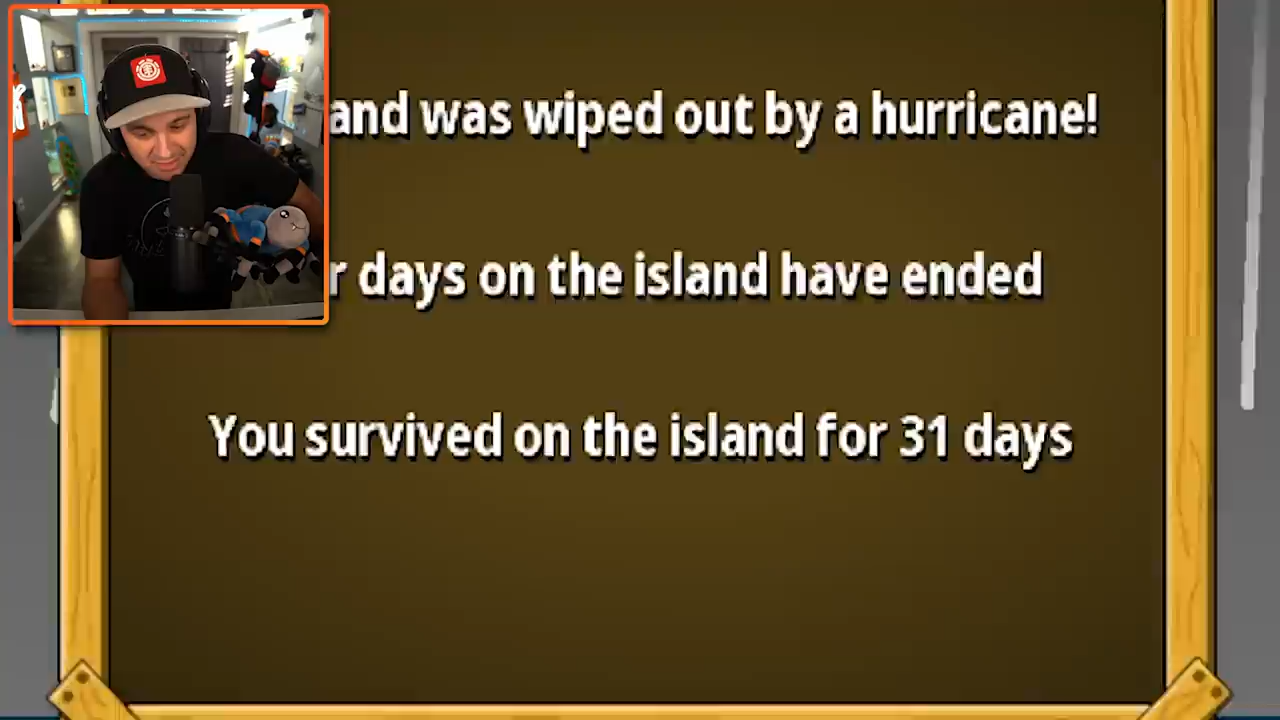 and was wiped out by a hurricane!
r days on the island have ended
You survived on the island for 31 days